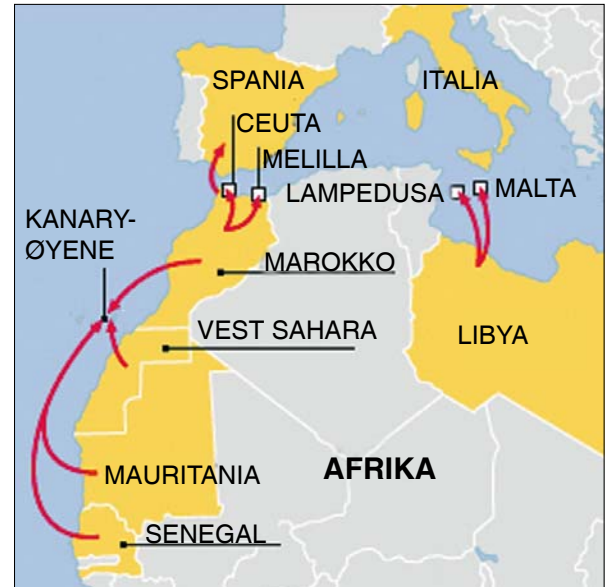 SPANIA
ITALIA
CEUTA
MELILLA
LAMPEDUSA
MALTA
KANARY-
ØYENE
MAROKKO
VEST SAHARA
LIBYA
MAURITANIA
AFRIKA
SENEGAL